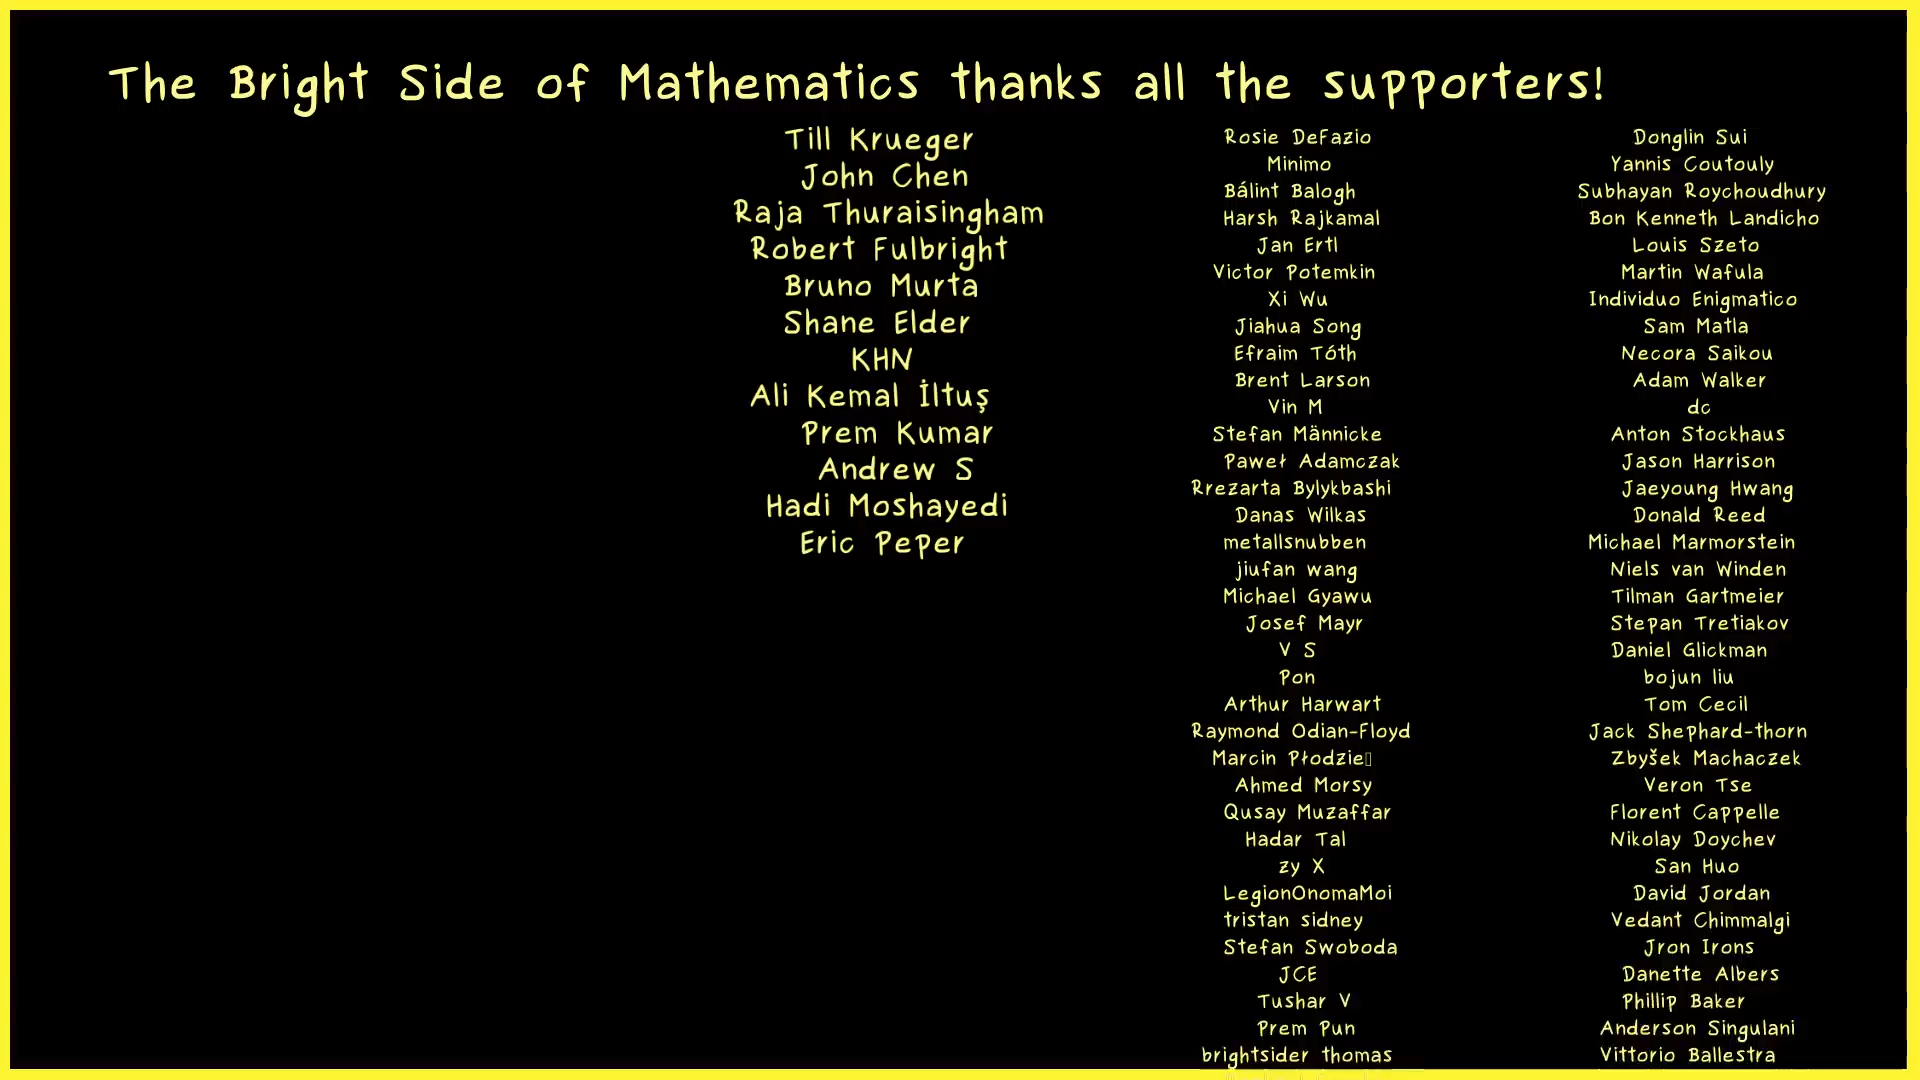 The Bright Side of Mathematics thanks all the supporters!
Till Krueger
John Chen
Raja Thuraisingham
Robert Fulbright
Bruno Murta
Shane Elder
KHN
Ali Kemal İltuş
Prem Kumar
Andrew S
Hadi Moshayedi
Eric Peper
Rosie DeFazio
Minimo
Bálint Balogh
Harsh Rajkamal
Jan Ertl
Victor Potemkin
Xi Wu
Jiahua Song
Efraim Tóth
Brent Larson
Vin M
Stefan Männicke
Paweł Adamczak
Rrezarta Bylykbashi
Danas Wilkas
metallsnubben
jiufan wang
Michael Gyawu
Josef Mayr
V S
Pon
Arthur Harwart
Raymond Odian-Floyd
Marcin Płodzie▯
Ahmed Morsy
Qusay Muzaffar
Hadar Tal
zy X
LegionOnomaMoi
tristan sidney
Stefan Swoboda
JCE
Tushar V
Prem Pun
brightsider thomas
Donglin Sui
Yannis Coutouly
Subhayan Roychoudhury
Bon Kenneth Landicho
Louis Szeto
Martin Wafula
Individuo Enigmatico
Sam Matla
Necora Saikou
Adam Walker
dc
Anton Stockhaus
Jason Harrison
Jaeyoung Hwang
Donald Reed
Michael Marmorstein
Niels van Winden
Tilman Gartmeier
Stepan Tretiakov
Daniel Glickman
bojun liu
Tom Cecil
Jack Shephard-thorn
Zbyšek Machaczek
Veron Tse
Florent Cappelle
Nikolay Doychev
San Huo
David Jordan
Vedant Chimmalgi
Jron Irons
Danette Albers
Phillip Baker
Anderson Singulani
Vittorio Ballestra